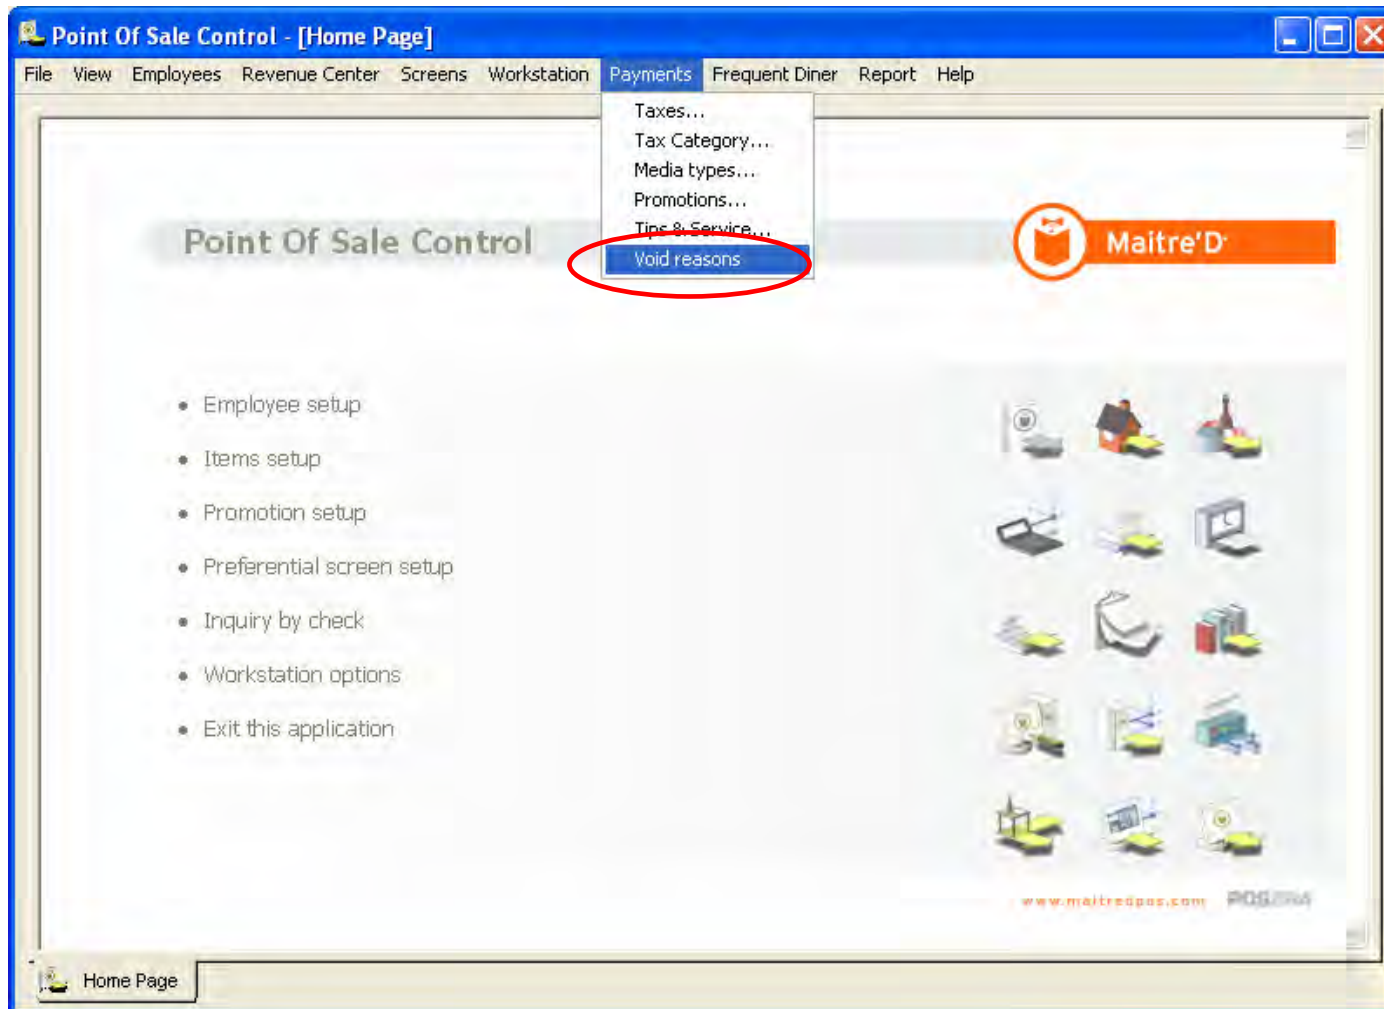 Point Of Sale Control - [Home Page]
File View Employees Revenue Center Screens Workstation Payments Frequent Diner Report Help
Taxes...
Tax Category...
Media types...
Promotions...
Tips & Service...
Void reasons
Point Of Sale Control
Maitre'D
• Employee setup
• Items setup
• Promotion setup
• Preferential screen setup
• Inquiry by check
• Workstation options
• Exit this application
www.maitredpos.com POSERA
Home Page